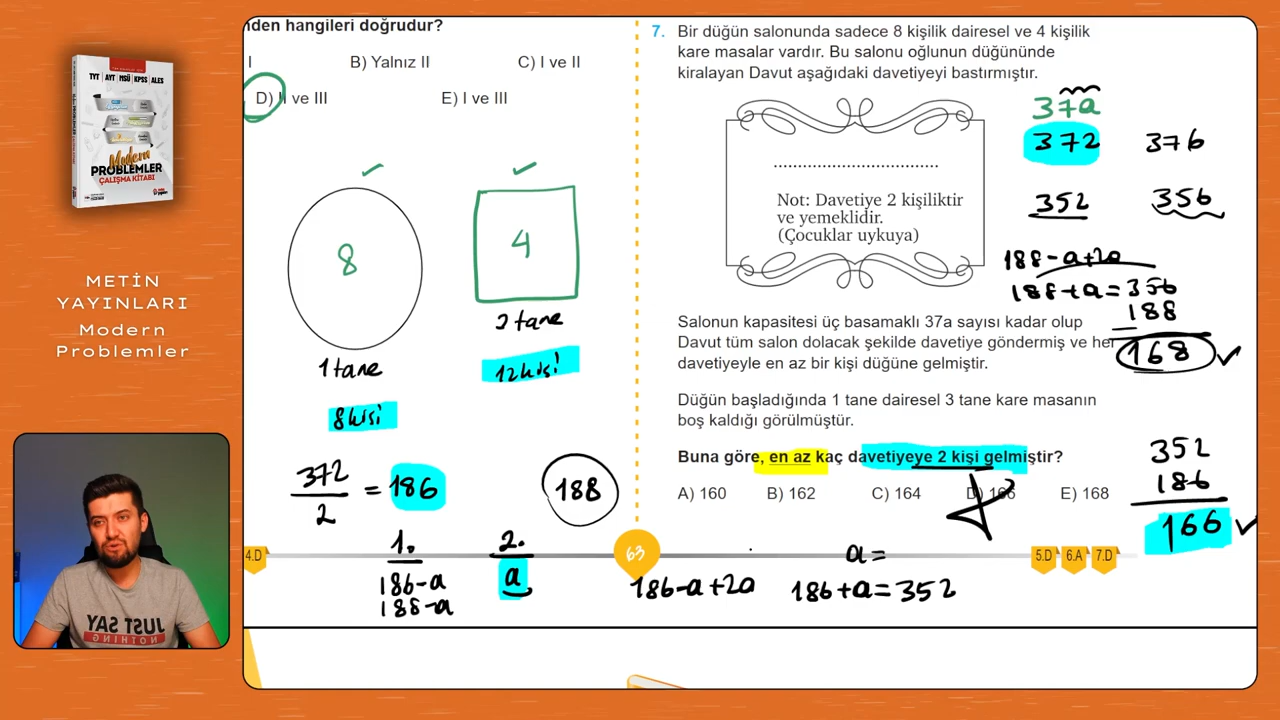 TYT | AYT | MSÜ | KPSS | ALES
Modern
PROBLEMLER
ÇALIŞMA KİTABI
METİN
YAYINLARI
Modern
Problemler
JUST SAY
NOTHING
nden hangileri doğrudur?
I
B) Yalnız II
C) I ve II
D) II ve III
E) I ve III
8
4
1 tane
2 tane
8 kişi
12 kişi
372
2
= 186
188
1.
186-a
188-a
2.
a
7. Bir düğün salonunda sadece 8 kişilik dairesel ve 4 kişilik
kare masalar vardır. Bu salonu oğlunun düğününde
kiralayan Davut aşağıdaki davetiyeyi bastırmıştır.
Not: Davetiye 2 kişiliktir
ve yemeklidir.
(Çocuklar uykuya)
37a
372
376
352
356
188-a+2a
188+a=356
188
168
Salonun kapasitesi üç basamaklı 37a sayısı kadar olup
Davut tüm salon dolacak şekilde davetiye göndermiş ve her
davetiyeyle en az bir kişi düğüne gelmiştir.
Düğün başladığında 1 tane dairesel 3 tane kare masanın
boş kaldığı görülmüştür.
Buna göre, en az kaç davetiyeye 2 kişi gelmiştir?
A) 160
B) 162
C) 164
D) 166
E) 168
352
186
166
4.D
63
5.D
6.A
7.D
a=
186-a+2a
186+a=352